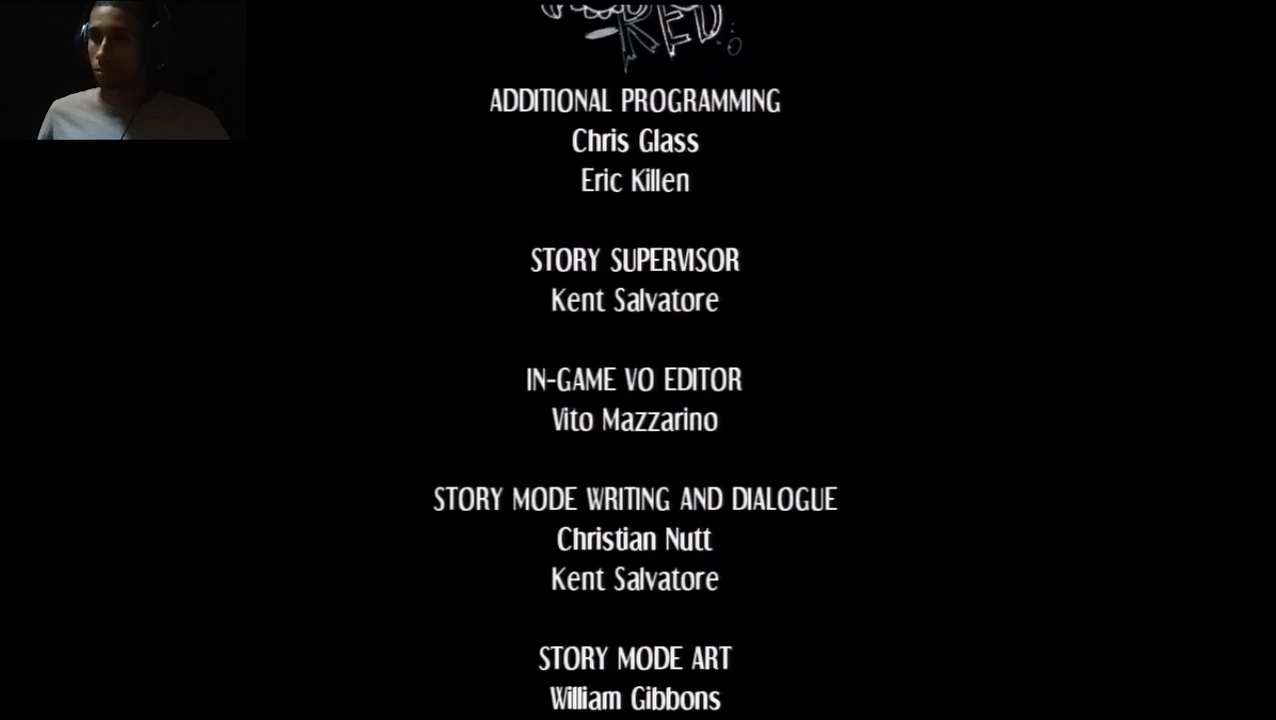 RED
ADDITIONAL PROGRAMMING
Chris Glass
Eric Killen
STORY SUPERVISOR
Kent Salvatore
IN-GAME VO EDITOR
Vito Mazzarino
STORY MODE WRITING AND DIALOGUE
Christian Nutt
Kent Salvatore
STORY MODE ART
William Gibbons